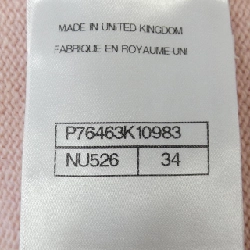 MADE IN UNITED KINGDOM
FABRIQUE EN ROYAUME-UNI
P76463K10983
NU526 34